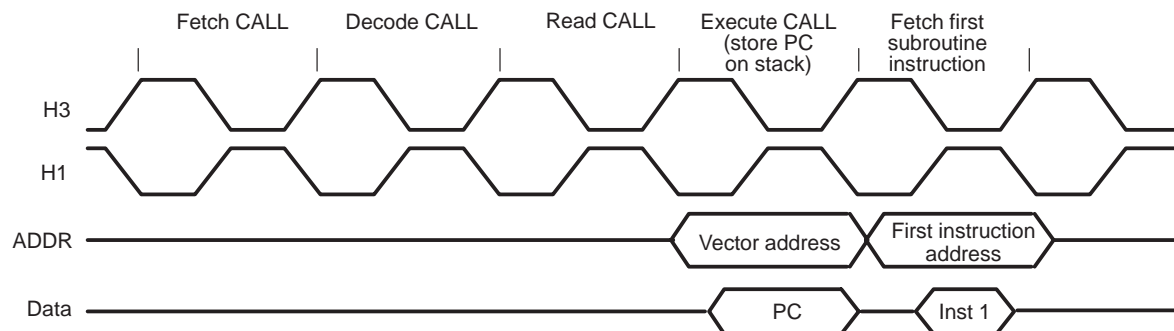 Fetch CALL
Decode CALL
Read CALL
Execute CALL
(store PC
on stack)
Fetch first
subroutine
instruction
H3
H1
ADDR
Vector address
First instruction
address
Data
PC
Inst 1